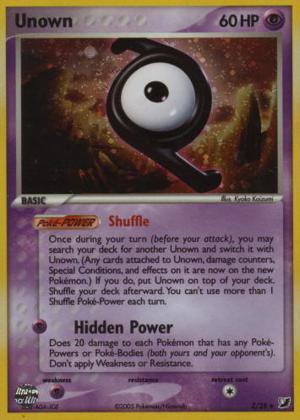 Unown
60 HP
Illus. Kyoko Koizumi
BASIC
POKé-POWER Shuffle
Once during your turn (before your attack), you may
search your deck for another Unown and switch it with
Unown. (Any cards attached to Unown, damage counters,
Special Conditions, and effects on it are now on the new
Pokémon.) If you do, put Unown on top of your deck.
Shuffle your deck afterward. You can't use more than 1
Shuffle Poké-Power each turn.
Hidden Power
Does 20 damage to each Pokémon that has any Poké-
Powers or Poké-Bodies (both yours and your opponent's).
Don't apply Weakness or Resistance.
weakness resistance retreat cost
©2005 Pokémon/Nintendo